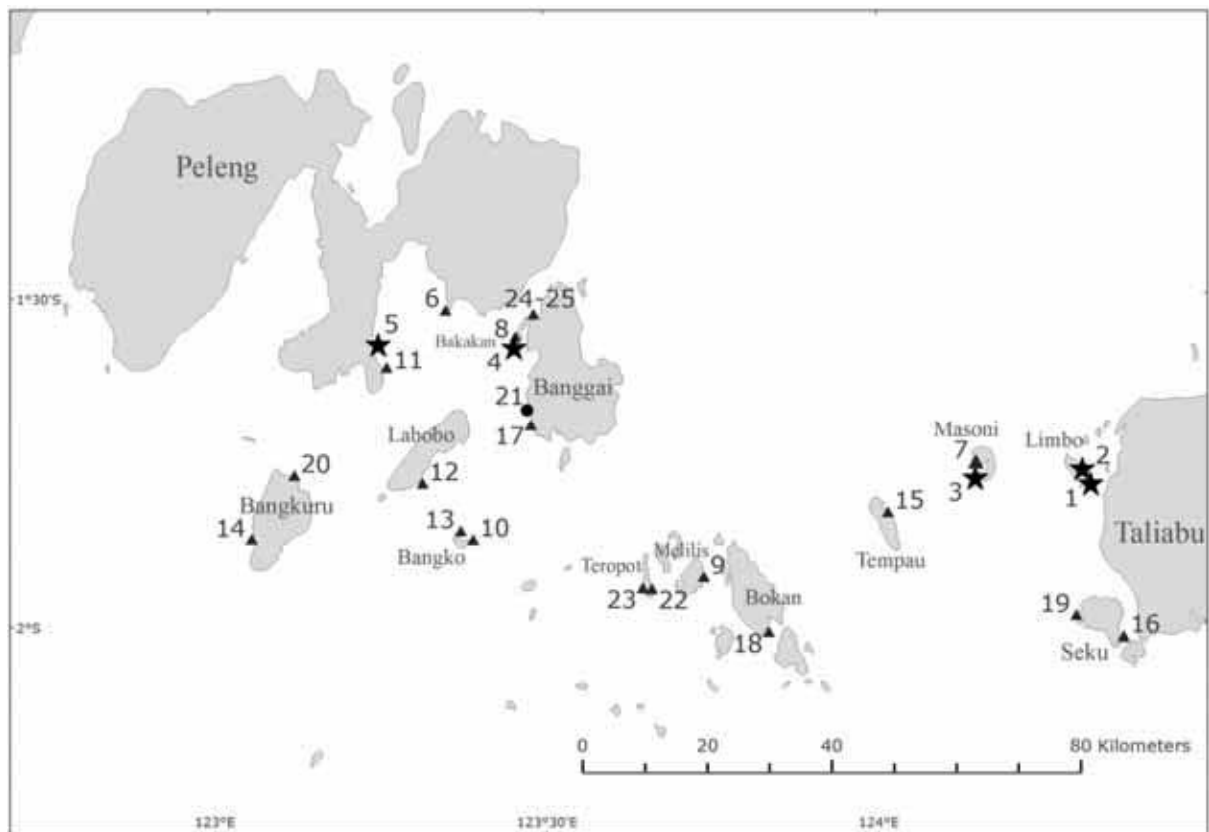 Peleng
1°30'S
6
24-25
5
8
Bakakan
4
11
Banggai
21
17
Labobo
Masoni
Limbo
7
2
3
1
20
12
Bangkuru
15
14
13
10
Taliabu
Bangko
Tempau
Teropot
Melilis
9
Bokan
23
22
19
2°S
18
16
Seku
0
20
40
80 Kilometers
123°E
123°30'E
124°E